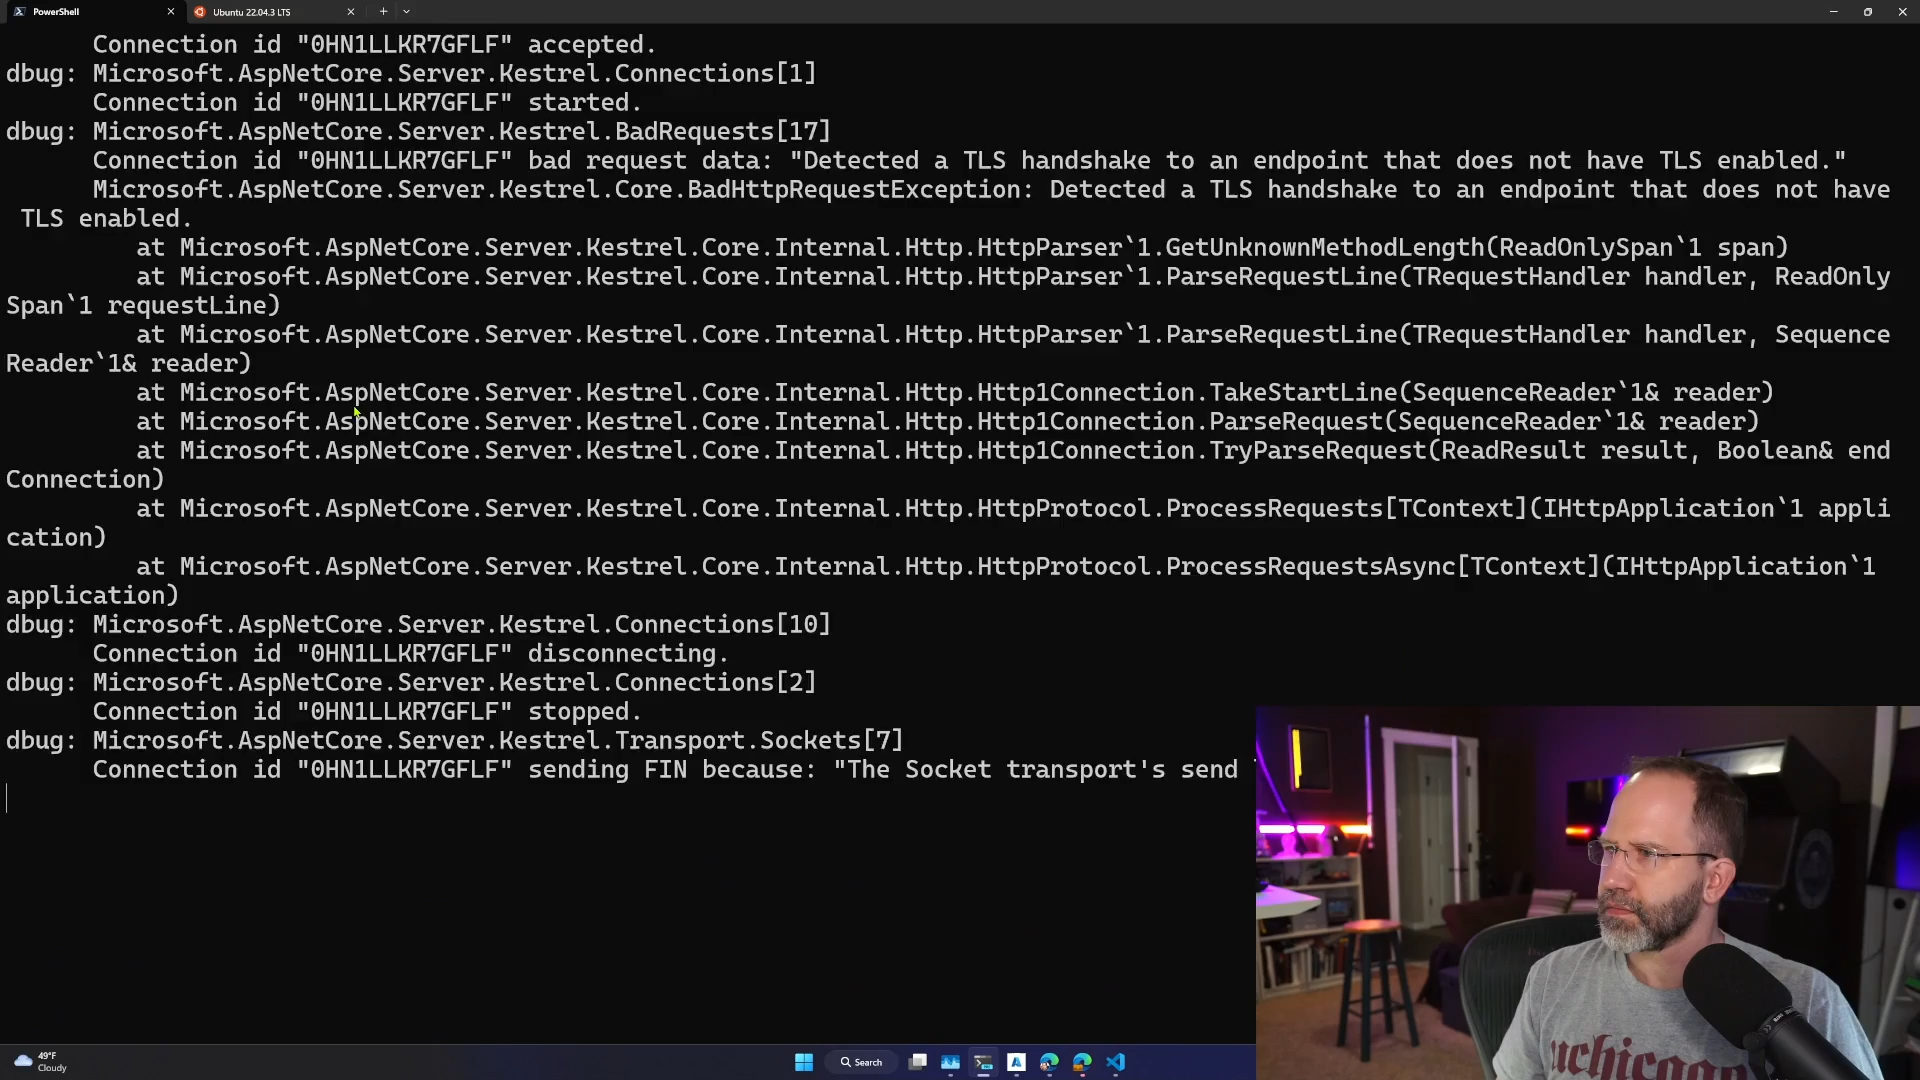 PowerShell
Ubuntu 22.04.3 LTS
Connection id "0HN1LLKR7GFLF" accepted.
dbug: Microsoft.AspNetCore.Server.Kestrel.Connections[1]
Connection id "0HN1LLKR7GFLF" started.
dbug: Microsoft.AspNetCore.Server.Kestrel.BadRequests[17]
Connection id "0HN1LLKR7GFLF" bad request data: "Detected a TLS handshake to an endpoint that does not have TLS enabled."
Microsoft.AspNetCore.Server.Kestrel.Core.BadHttpRequestException: Detected a TLS handshake to an endpoint that does not have
TLS enabled.
at Microsoft.AspNetCore.Server.Kestrel.Core.Internal.Http.HttpParser`1.GetUnknownMethodLength(ReadOnlySpan`1 span)
at Microsoft.AspNetCore.Server.Kestrel.Core.Internal.Http.HttpParser`1.ParseRequestLine(TRequestHandler handler, ReadOnly
Span`1 requestLine)
at Microsoft.AspNetCore.Server.Kestrel.Core.Internal.Http.HttpParser`1.ParseRequestLine(TRequestHandler handler, Sequence
Reader`1& reader)
at Microsoft.AspNetCore.Server.Kestrel.Core.Internal.Http.Http1Connection.TakeStartLine(SequenceReader`1& reader)
at Microsoft.AspNetCore.Server.Kestrel.Core.Internal.Http.Http1Connection.ParseRequest(SequenceReader`1& reader)
at Microsoft.AspNetCore.Server.Kestrel.Core.Internal.Http.Http1Connection.TryParseRequest(ReadResult result, Boolean& end
Connection)
at Microsoft.AspNetCore.Server.Kestrel.Core.Internal.Http.HttpProtocol.ProcessRequests[TContext](IHttpApplication`1 appli
cation)
at Microsoft.AspNetCore.Server.Kestrel.Core.Internal.Http.HttpProtocol.ProcessRequestsAsync[TContext](IHttpApplication`1
application)
dbug: Microsoft.AspNetCore.Server.Kestrel.Connections[10]
Connection id "0HN1LLKR7GFLF" disconnecting.
dbug: Microsoft.AspNetCore.Server.Kestrel.Connections[2]
Connection id "0HN1LLKR7GFLF" stopped.
dbug: Microsoft.AspNetCore.Server.Kestrel.Transport.Sockets[7]
Connection id "0HN1LLKR7GFLF" sending FIN because: "The Socket transport's send
49°F
Cloudy
Search